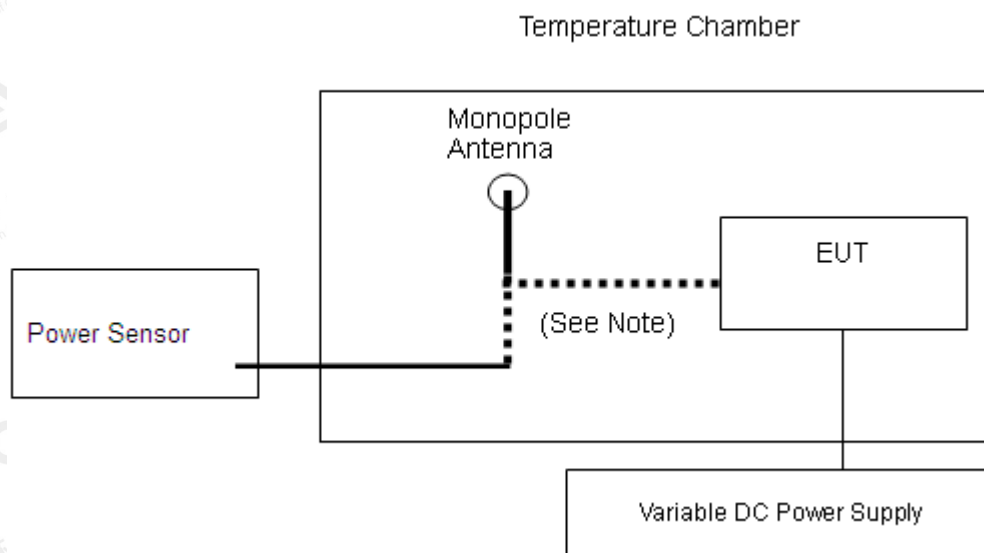 Temperature Chamber
Monopole
Antenna
EUT
Power Sensor
(See Note)
Variable DC Power Supply